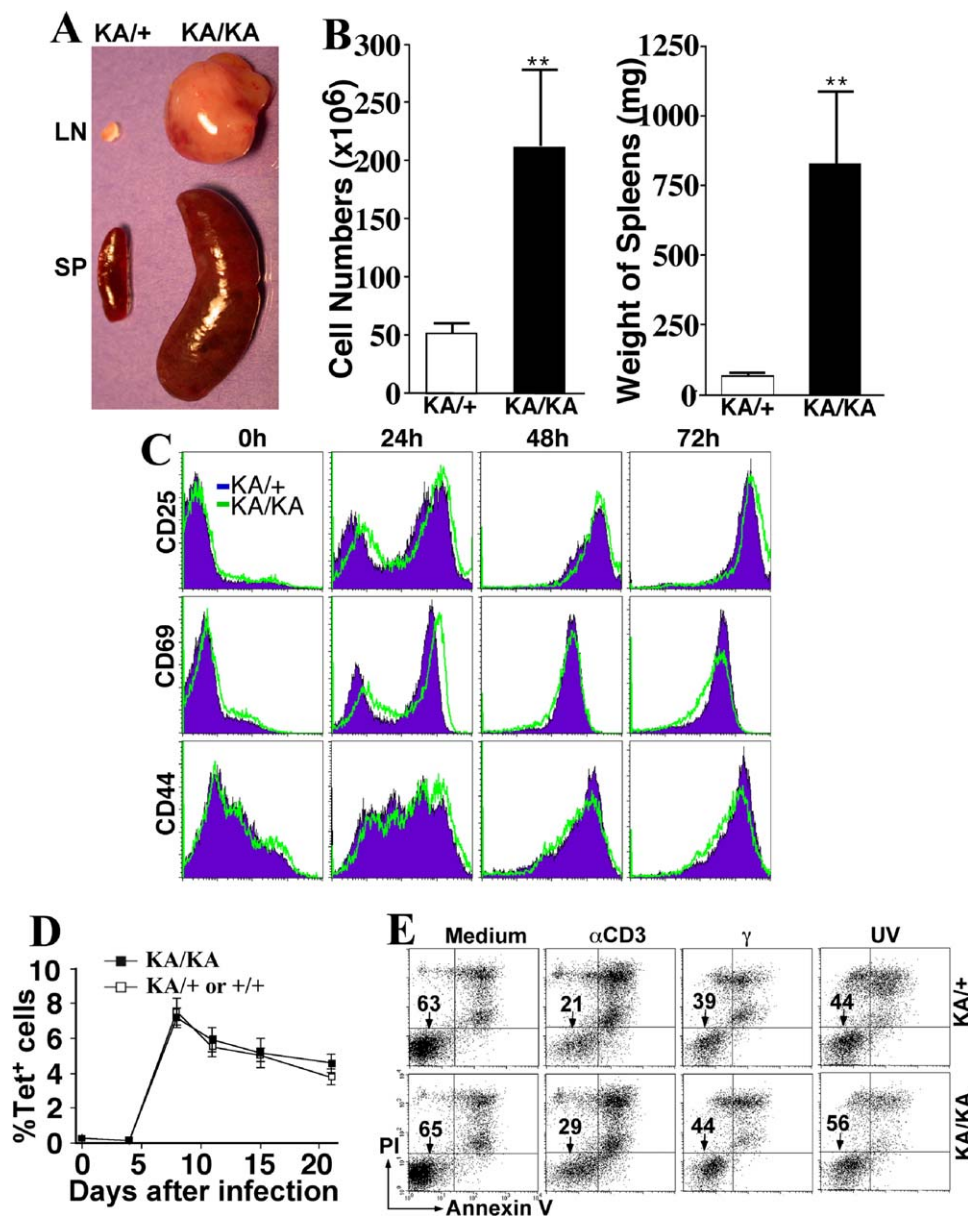 A
KA/+ KA/KA
LN
SP
B
Cell Numbers (x10⁶)
300
250
200
150
100
50
0
**
KA/+ KA/KA
Weight of Spleens (mg)
1250
1000
750
500
250
0
**
KA/+ KA/KA
C
0h 24h 48h 72h
KA/+
KA/KA
CD25
CD69
CD44
D
KA/KA
KA/+ or +/+
%Tet⁺ cells
10
8
6
4
2
0
0 5 10 15 20
Days after infection
E
Medium αCD3 γ UV
63 21 39 44
KA/+
65 29 44 56
KA/KA
PI
Annexin V